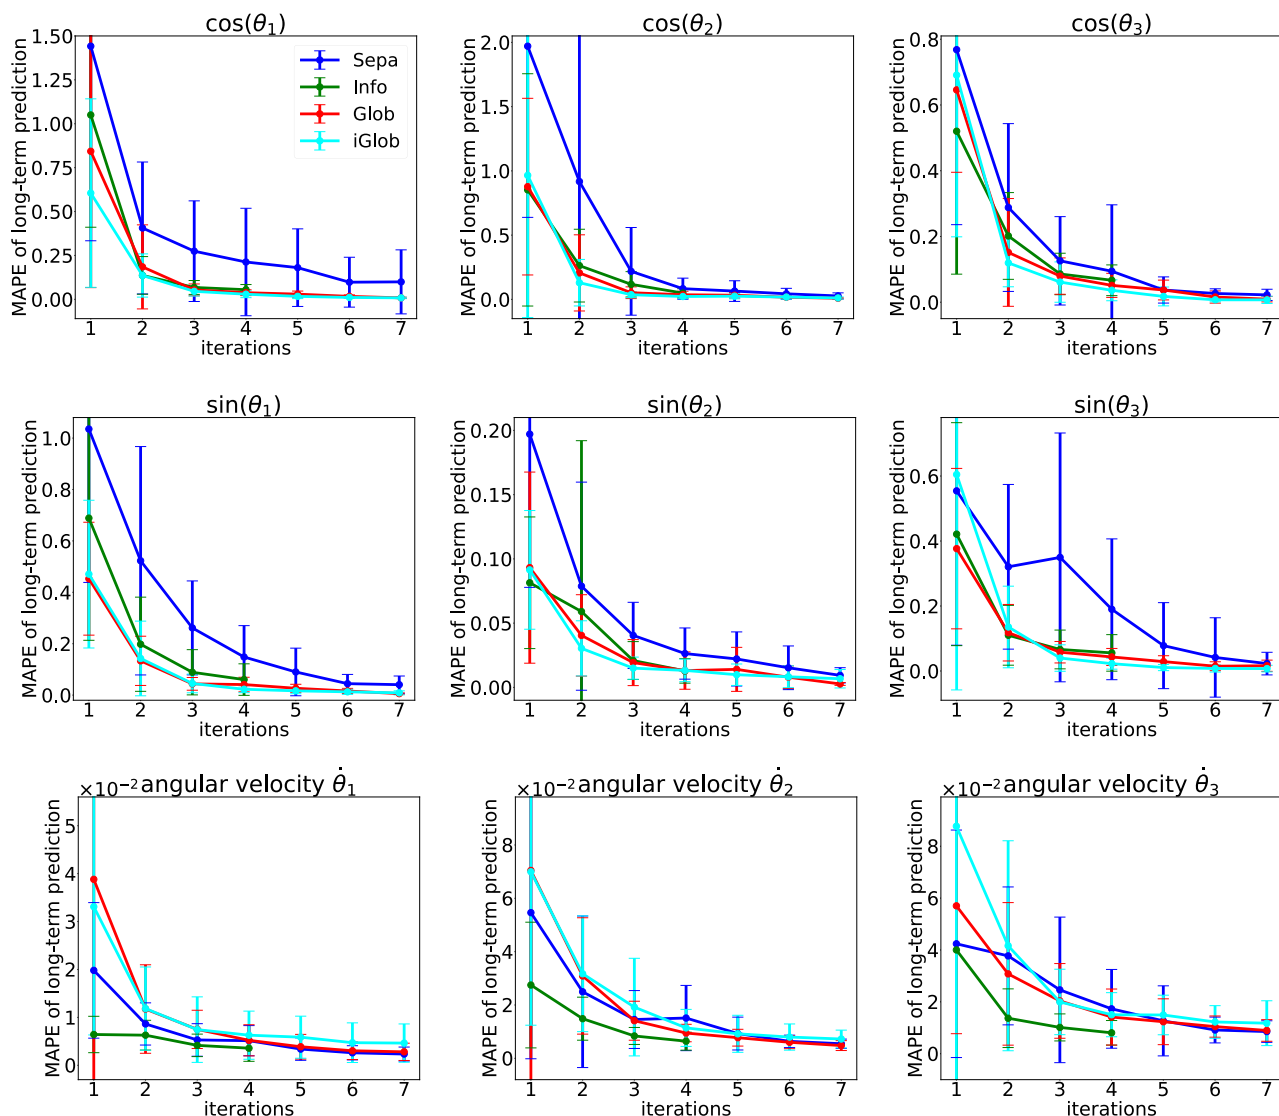 cos(θ₁)
MAPE of long-term prediction
1.50
1.25
1.00
0.75
0.50
0.25
0.00
Sepa
Info
Glob
iGlob
1 2 3 4 5 6 7
iterations
cos(θ₂)
MAPE of long-term prediction
2.0
1.5
1.0
0.5
0.0
1 2 3 4 5 6 7
iterations
cos(θ₃)
MAPE of long-term prediction
0.8
0.6
0.4
0.2
0.0
1 2 3 4 5 6 7
iterations
sin(θ₁)
MAPE of long-term prediction
1.0
0.8
0.6
0.4
0.2
0.0
1 2 3 4 5 6 7
iterations
sin(θ₂)
MAPE of long-term prediction
0.20
0.15
0.10
0.05
0.00
1 2 3 4 5 6 7
iterations
sin(θ₃)
MAPE of long-term prediction
0.6
0.4
0.2
0.0
1 2 3 4 5 6 7
iterations
×10⁻² angular velocity θ̇₁
MAPE of long-term prediction
5
4
3
2
1
0
1 2 3 4 5 6 7
iterations
×10⁻² angular velocity θ̇₂
MAPE of long-term prediction
8
6
4
2
0
1 2 3 4 5 6 7
iterations
×10⁻² angular velocity θ̇₃
MAPE of long-term prediction
8
6
4
2
0
1 2 3 4 5 6 7
iterations